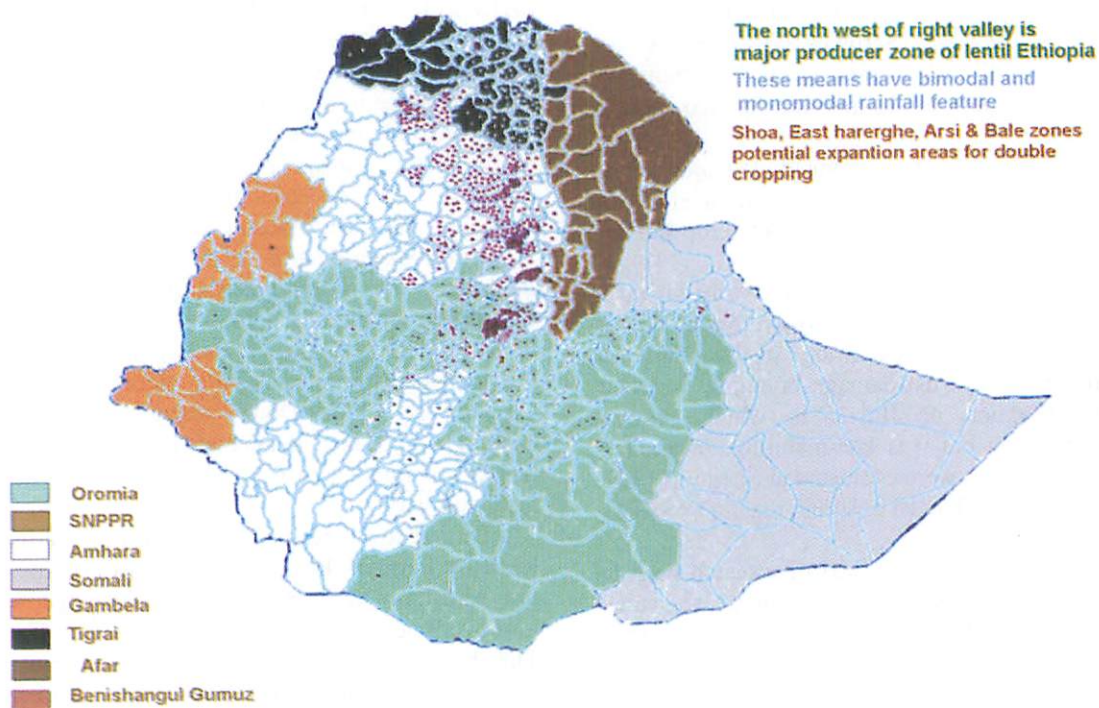 The north west of right valley is
major producer zone of lentil Ethiopia
These means have bimodal and
monomodal rainfall feature
Shoa, East harerghe, Arsi & Bale zones
potential expantion areas for double
cropping
Oromia
SNPPR
Amhara
Somali
Gambela
Tigrai
Afar
Benishangul Gumuz